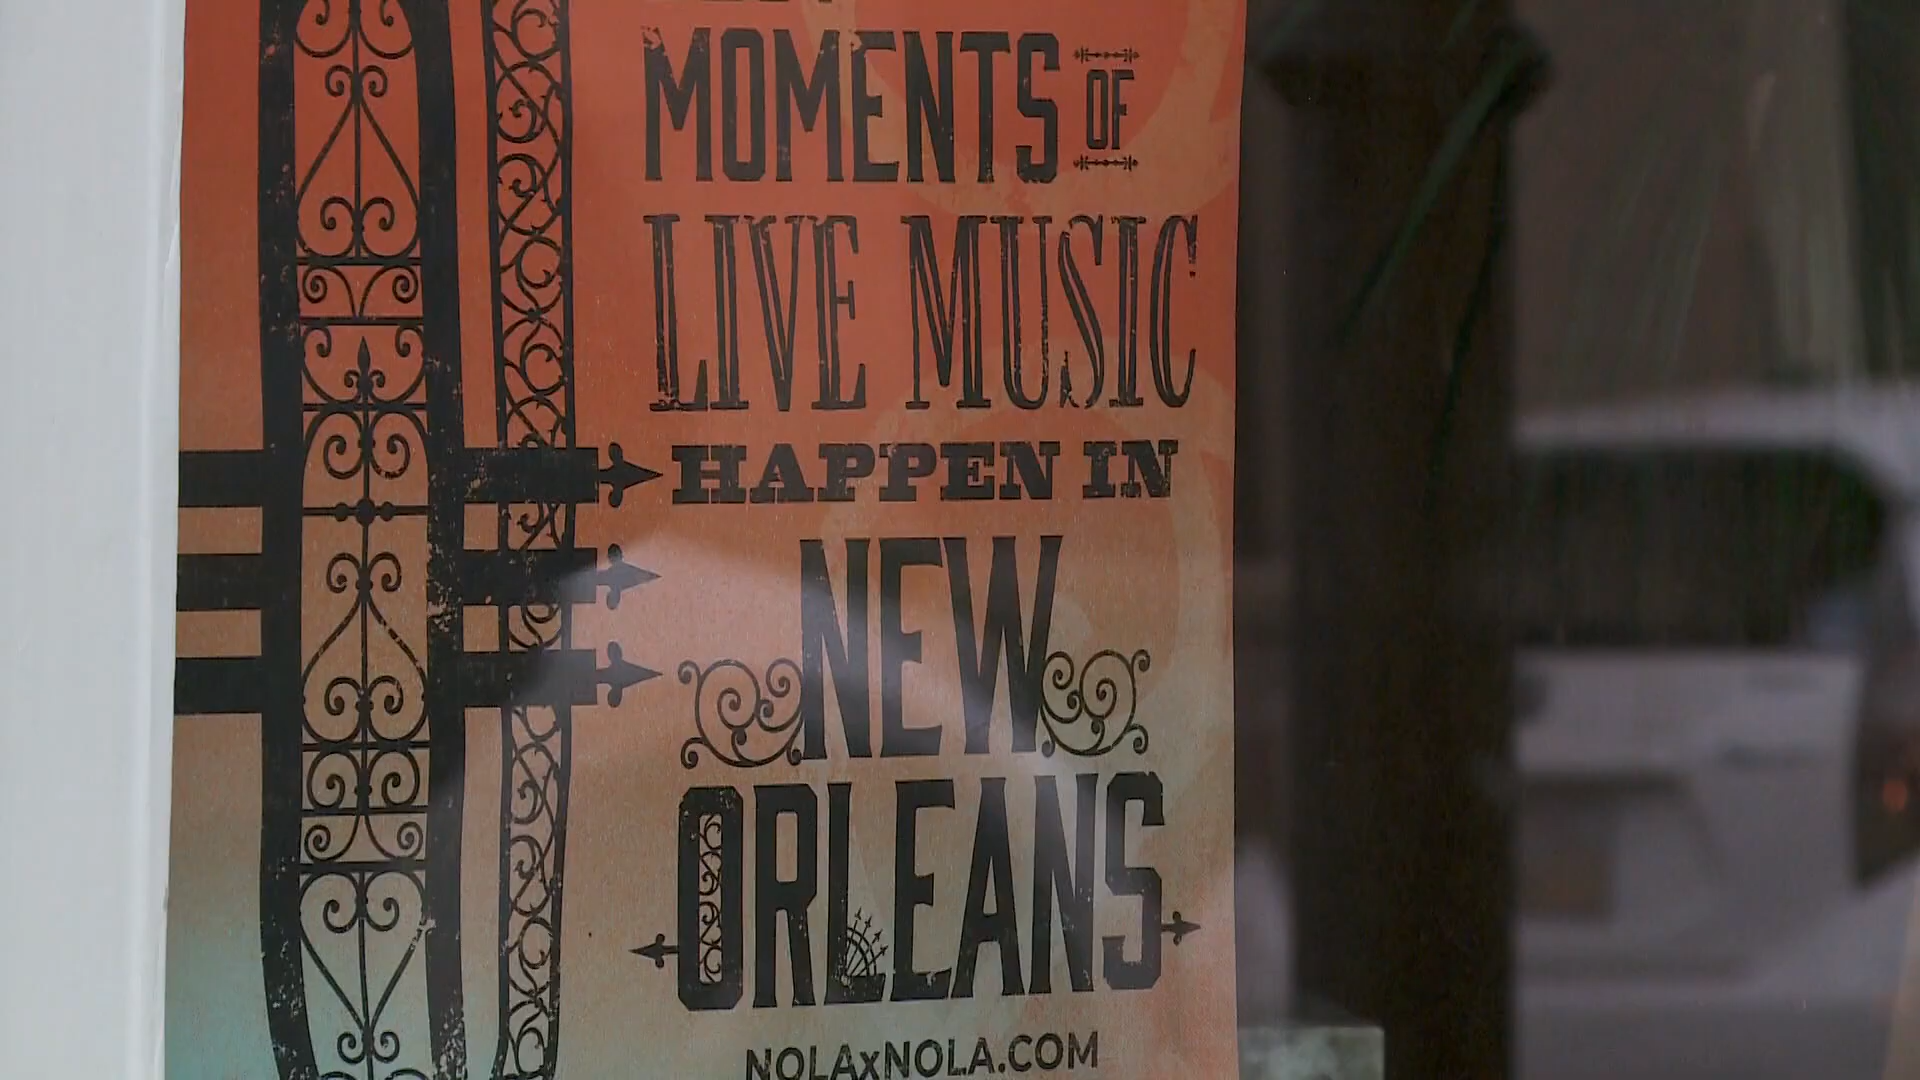 MOMENTS OF
LIVE MUSIC
HAPPEN IN
NEW
ORLEANS
NOLAxNOLA.COM